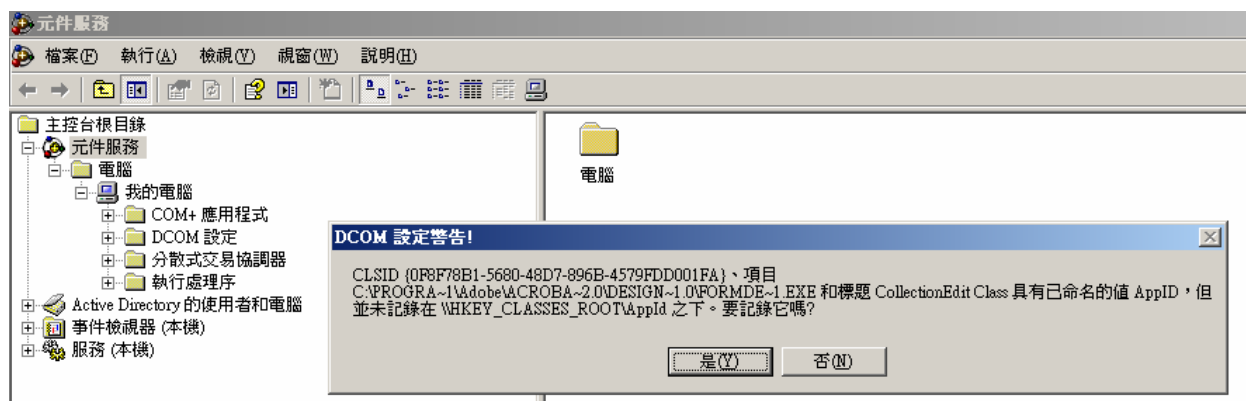 元件服務
檔案(F) 執行(A) 檢視(V) 視窗(W) 說明(H)
主控台根目錄
元件服務
電腦
我的電腦
COM+ 應用程式
DCOM 設定
分散式交易協調器
執行處理序
Active Directory 的使用者和電腦
事件檢視器 (本機)
服務 (本機)
電腦
DCOM 設定警告!
CLSID {0F8F78B1-5680-48D7-896B-4579FDD001FA}、項目
C:\PROGRA~1\Adobe\ACROBA~2.0\DESIGN~1.0\FORMDE~1.EXE 和標題 CollectionEdit Class 具有已命名的值 AppID，但
並未記錄在 \\HKEY_CLASSES_ROOT\AppId 之下。要記錄它嗎?
是(Y) 否(N)